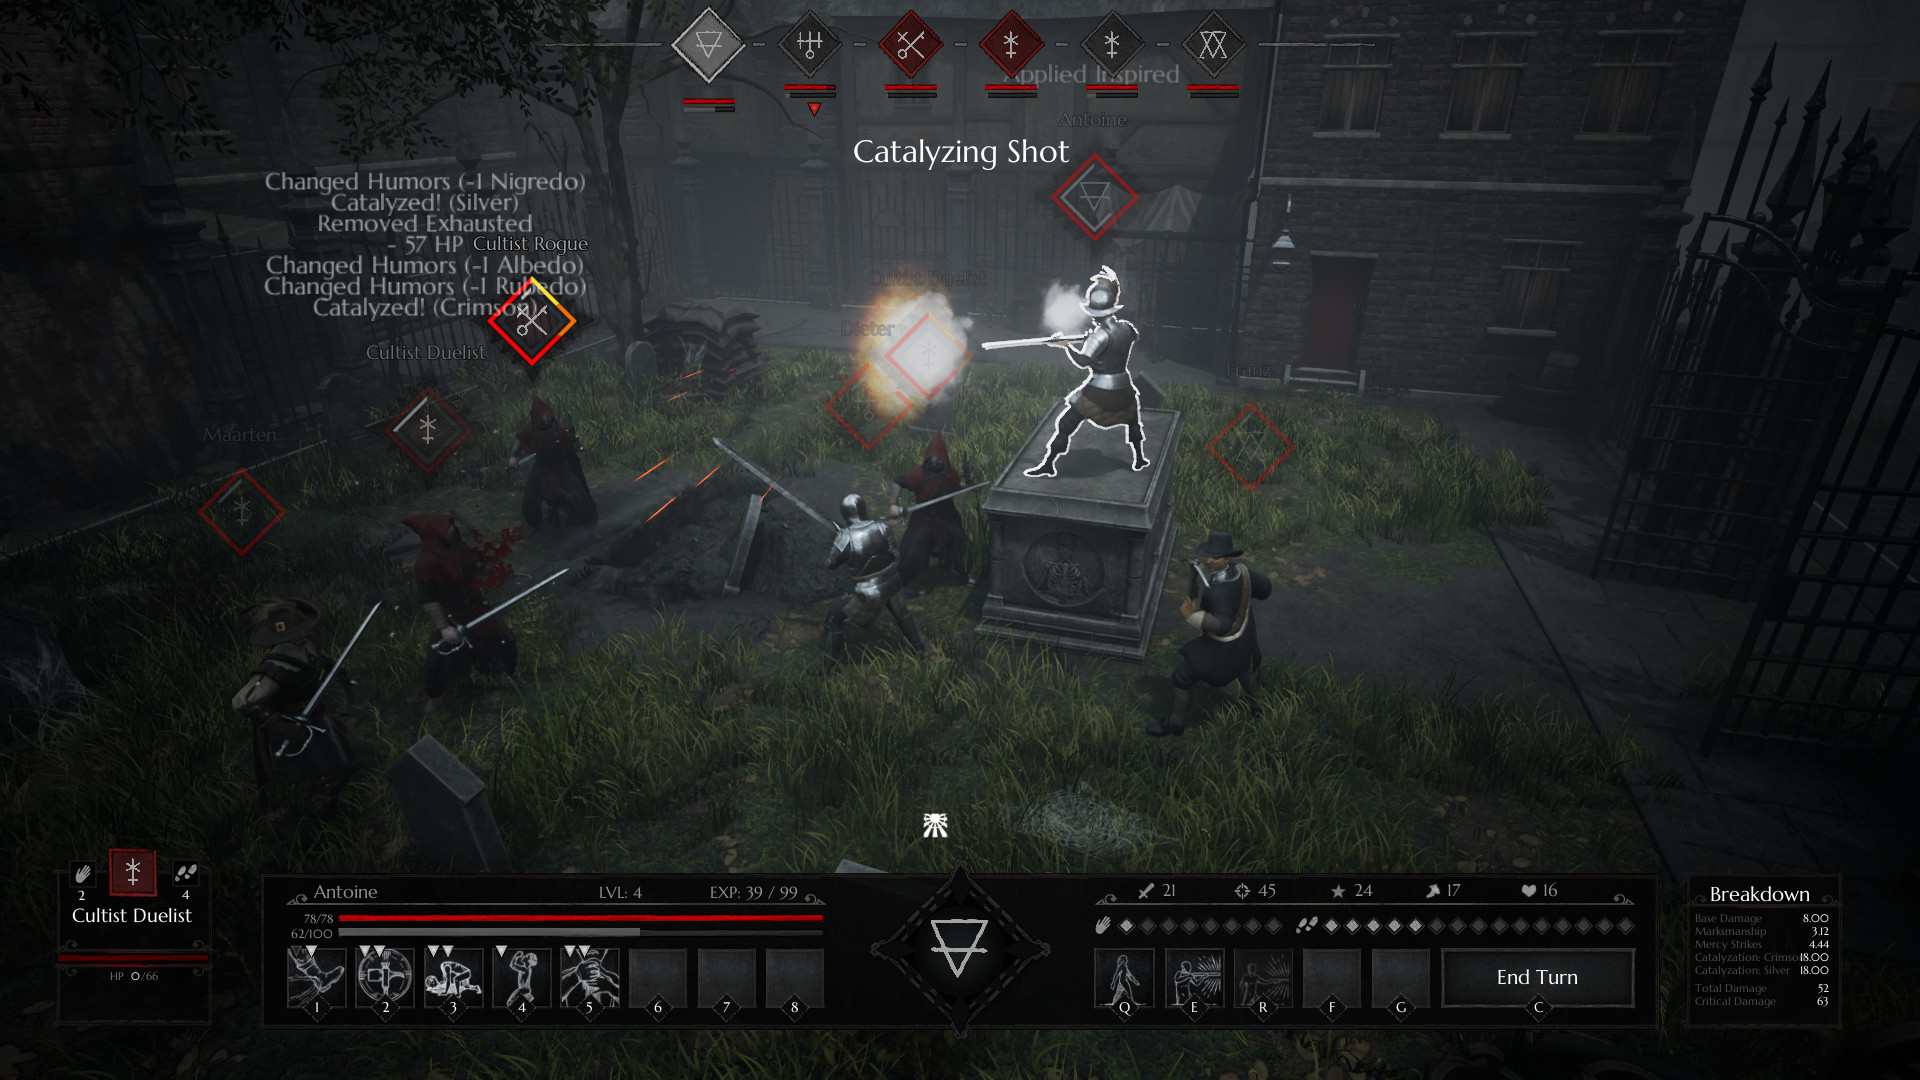 Applied Inspired
Antoine
Catalyzing Shot
Changed Humors (-1 Nigredo)
Catalyzed! (Silver)
Removed Exhausted
- 57 HP
Cultist Rogue
Changed Humors (-1 Albedo)
Changed Humors (-1 Rubedo)
Catalyzed! (Crimson)
Cultist Duelist
Cultist Duelist
Dieter
Franz
Maarten
2
4
Cultist Duelist
HP 0/66
Antoine
LVL: 4
EXP: 39 / 99
78/78
62/100
1
2
3
4
5
6
7
8
21
45
24
17
16
Q
E
R
F
G
End Turn
C
Breakdown
Base Damage 8.00
Marksmanship 3.12
Mercy Strikes 4.44
Catalyzation: Crimso 18.00
Catalyzation: Silver 18.00
Total Damage 52
Critical Damage 63